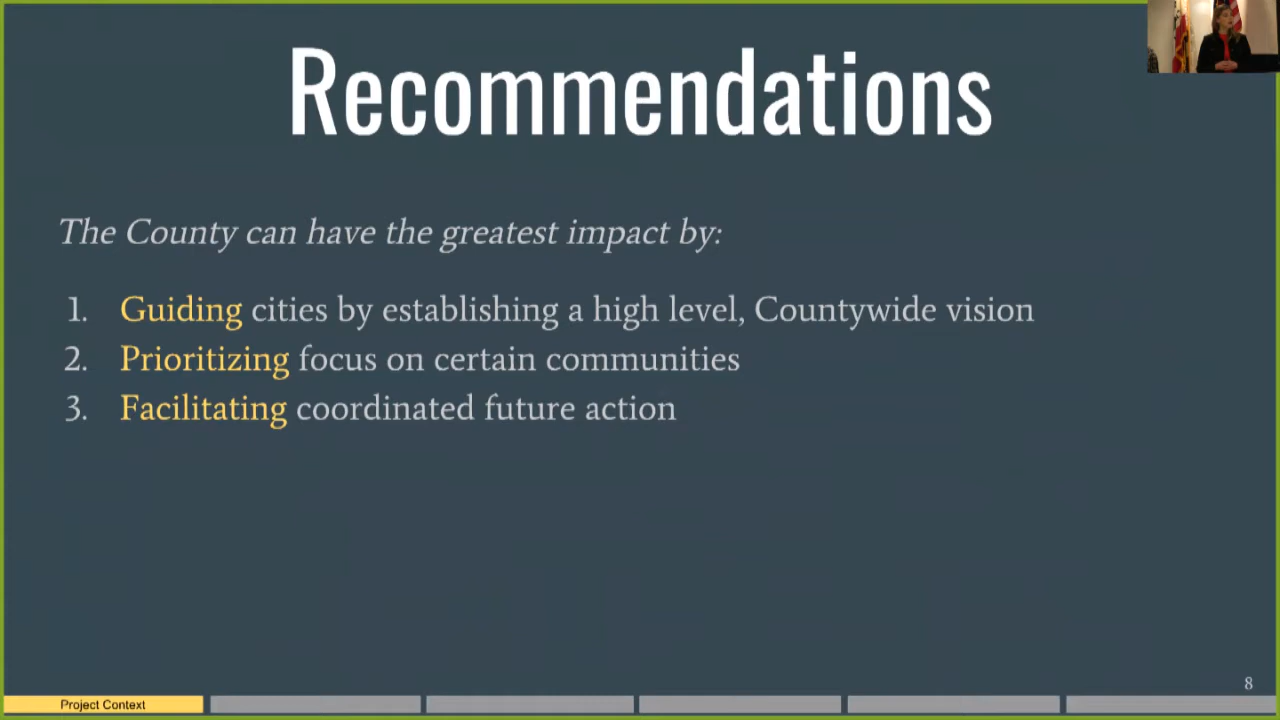 Recommendations
The County can have the greatest impact by:
1. Guiding cities by establishing a high level, Countywide vision
2. Prioritizing focus on certain communities
3. Facilitating coordinated future action
8
Project Context